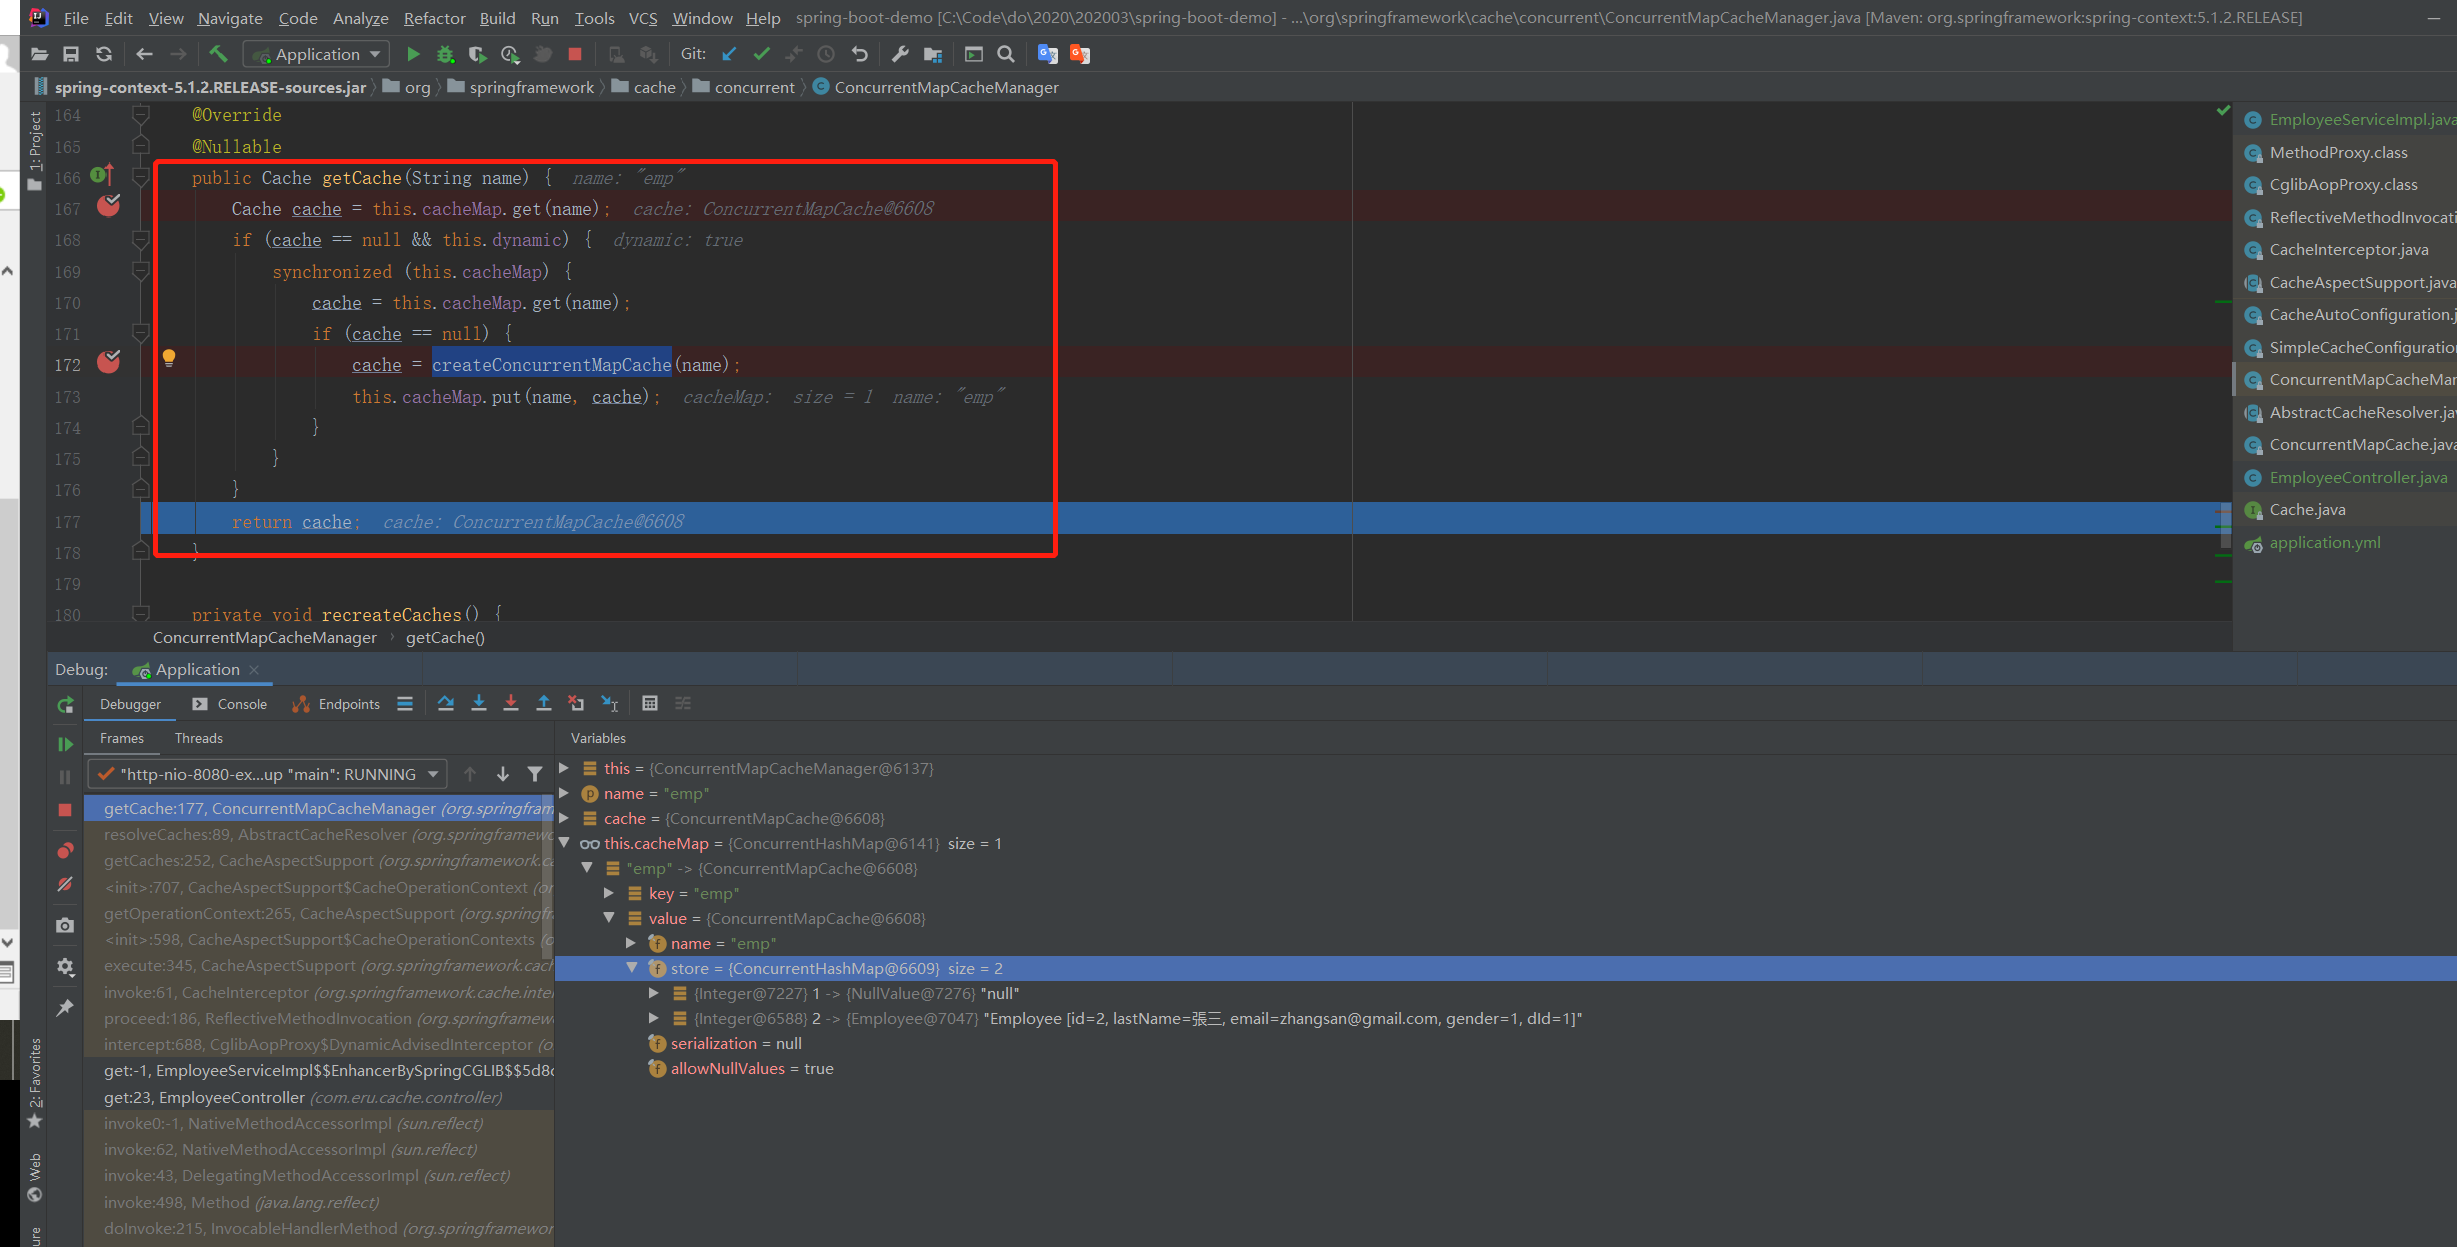 File Edit View Navigate Code Analyze Refactor Build Run Tools VCS Window Help spring-boot-demo [C:\Code\do\2020\202003\spring-boot-demo] - ...\org\springframework\cache\concurrent\ConcurrentMapCacheManager.java [Maven: org.springframework:spring-context:5.1.2.RELEASE]
Application Git:
spring-context-5.1.2.RELEASE-sources.jar org springframework cache concurrent ConcurrentMapCacheManager
1: Project
164 @Override
165 @Nullable
166 public Cache getCache(String name) { name: "emp"
167 Cache cache = this.cacheMap.get(name); cache: ConcurrentMapCache@6608
168 if (cache == null && this.dynamic) { dynamic: true
169 synchronized (this.cacheMap) {
170 cache = this.cacheMap.get(name);
171 if (cache == null) {
172 cache = createConcurrentMapCache(name);
173 this.cacheMap.put(name, cache); cacheMap: size = 1 name: "emp"
174 }
175 }
176 }
177 return cache; cache: ConcurrentMapCache@6608
178 }
179
180 private void recreateCaches() {
ConcurrentMapCacheManager › getCache()
EmployeeServiceImpl.java
MethodProxy.class
CglibAopProxy.class
ReflectiveMethodInvocati
CacheInterceptor.java
CacheAspectSupport.java
CacheAutoConfiguration.j
SimpleCacheConfiguratio
ConcurrentMapCacheMar
AbstractCacheResolver.ja
ConcurrentMapCache.java
EmployeeController.java
Cache.java
application.yml
Debug: Application
Debugger Console Endpoints
Frames Threads
"http-nio-8080-ex...up "main": RUNNING
getCache:177, ConcurrentMapCacheManager (org.springfram
resolveCaches:89, AbstractCacheResolver (org.springframewo
getCaches:252, CacheAspectSupport (org.springframework.ca
<init>:707, CacheAspectSupport$CacheOperationContext (or
getOperationContext:265, CacheAspectSupport (org.springfr
<init>:598, CacheAspectSupport$CacheOperationContexts (o
execute:345, CacheAspectSupport (org.springframework.cach
invoke:61, CacheInterceptor (org.springframework.cache.inte
proceed:186, ReflectiveMethodInvocation (org.springframewo
intercept:688, CglibAopProxy$DynamicAdvisedInterceptor (o
get:-1, EmployeeServiceImpl$$EnhancerBySpringCGLIB$$5d8c
get:23, EmployeeController (com.eru.cache.controller)
invoke0:-1, NativeMethodAccessorImpl (sun.reflect)
invoke:62, NativeMethodAccessorImpl (sun.reflect)
invoke:43, DelegatingMethodAccessorImpl (sun.reflect)
invoke:498, Method (java.lang.reflect)
doInvoke:215, InvocableHandlerMethod (org.springframewor
Variables
this = {ConcurrentMapCacheManager@6137}
name = "emp"
cache = {ConcurrentMapCache@6608}
this.cacheMap = {ConcurrentHashMap@6141} size = 1
"emp" -> {ConcurrentMapCache@6608}
key = "emp"
value = {ConcurrentMapCache@6608}
name = "emp"
store = {ConcurrentHashMap@6609} size = 2
{Integer@7227} 1 -> {NullValue@7276} "null"
{Integer@6588} 2 -> {Employee@7047} "Employee [id=2, lastName=張三, email=zhangsan@gmail.com, gender=1, dId=1]"
serialization = null
allowNullValues = true
2: Favorites
Web
ure